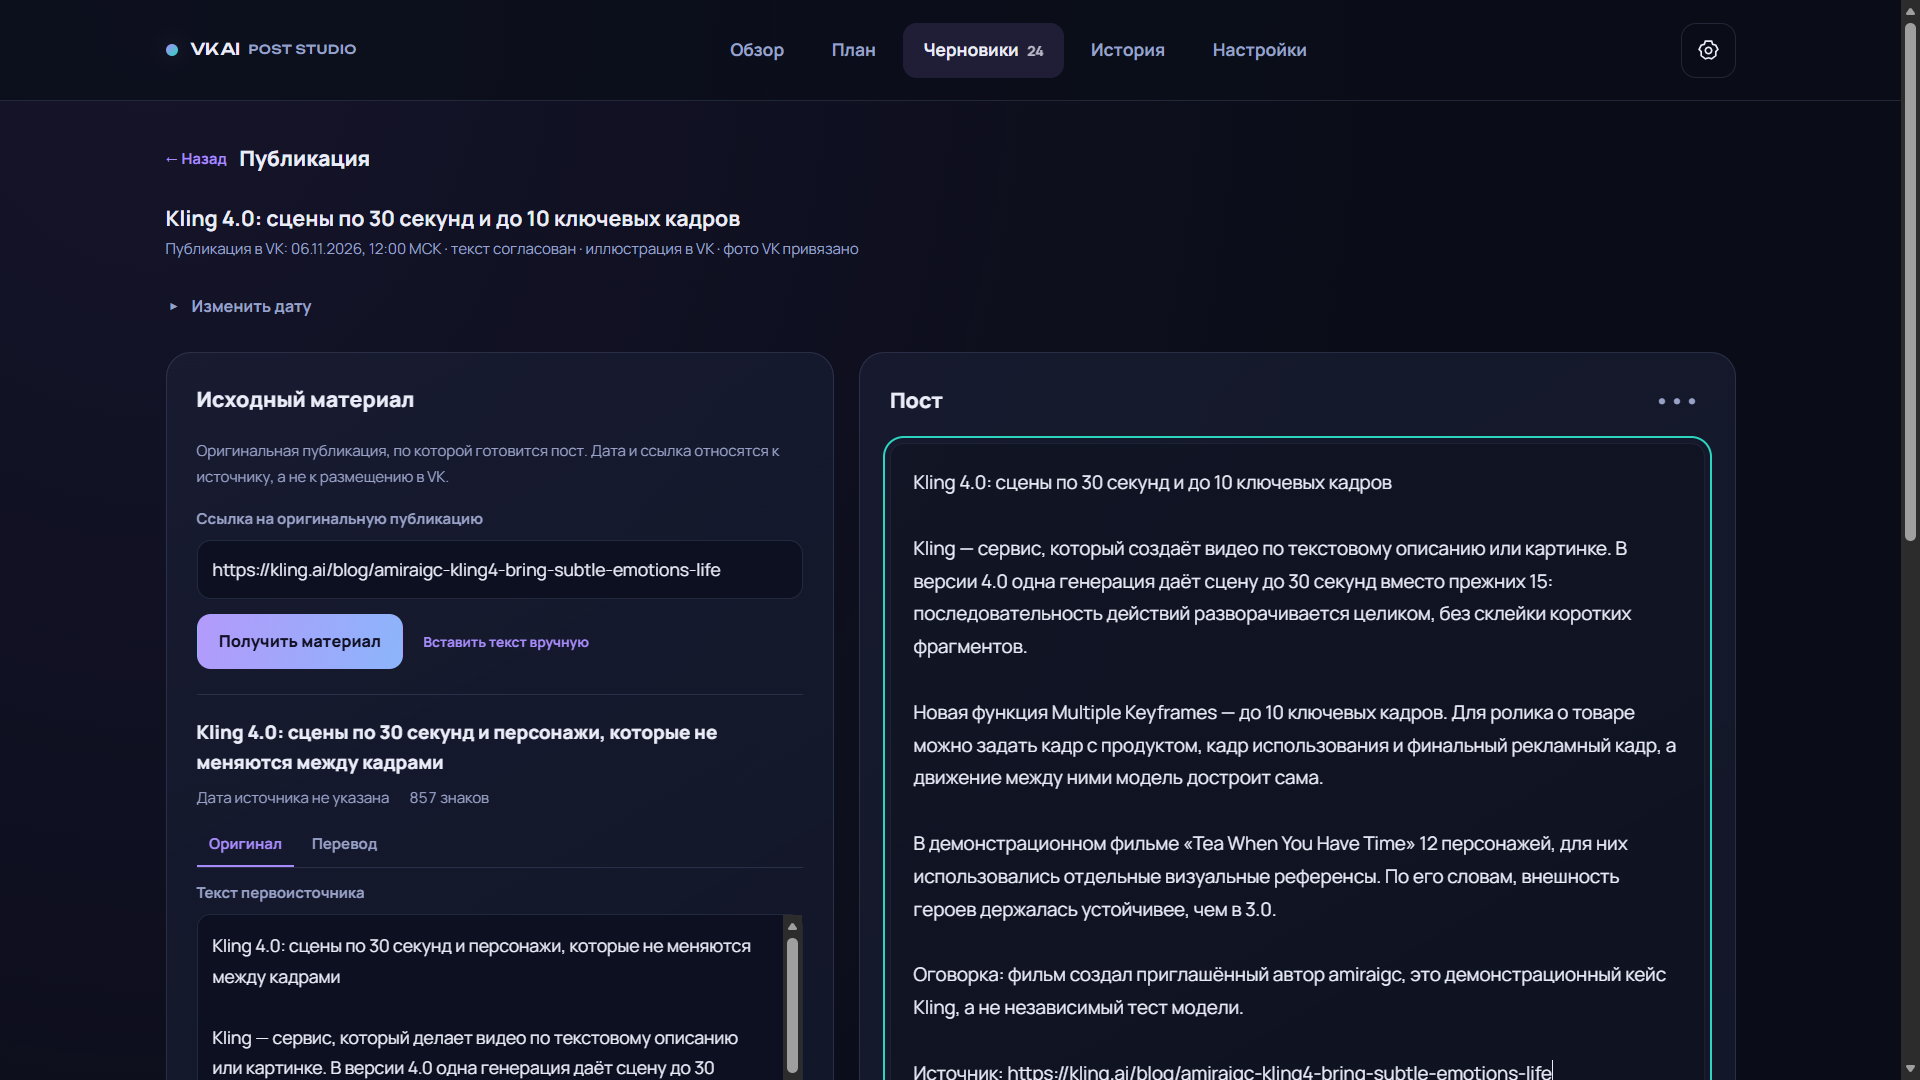 VKAI POST STUDIO
Обзор
План
Черновики 24
История
Настройки
← Назад Публикация
Kling 4.0: сцены по 30 секунд и до 10 ключевых кадров
Публикация в VK: 06.11.2026, 12:00 МСК · текст согласован · иллюстрация в VK · фото VK привязано
Изменить дату
Исходный материал
Оригинальная публикация, по которой готовится пост. Дата и ссылка относятся к
источнику, а не к размещению в VK.
Ссылка на оригинальную публикацию
https://kling.ai/blog/amiraigc-kling4-bring-subtle-emotions-life
Получить материал
Вставить текст вручную
Kling 4.0: сцены по 30 секунд и персонажи, которые не
меняются между кадрами
Дата источника не указана 857 знаков
Оригинал
Перевод
Текст первоисточника
Kling 4.0: сцены по 30 секунд и персонажи, которые не меняются
между кадрами
Kling — сервис, который делает видео по текстовому описанию
или картинке. В версии 4.0 одна генерация даёт сцену до 30
Пост
Kling 4.0: сцены по 30 секунд и до 10 ключевых кадров
Kling — сервис, который создаёт видео по текстовому описанию или картинке. В
версии 4.0 одна генерация даёт сцену до 30 секунд вместо прежних 15:
последовательность действий разворачивается целиком, без склейки коротких
фрагментов.
Новая функция Multiple Keyframes — до 10 ключевых кадров. Для ролика о товаре
можно задать кадр с продуктом, кадр использования и финальный рекламный кадр, а
движение между ними модель достроит сама.
В демонстрационном фильме «Tea When You Have Time» 12 персонажей, для них
использовались отдельные визуальные референсы. По его словам, внешность
героев держалась устойчивее, чем в 3.0.
Оговорка: фильм создал приглашённый автор amiraigc, это демонстрационный кейс
Kling, а не независимый тест модели.
Источник: https://kling.ai/blog/amiraigc-kling4-bring-subtle-emotions-life